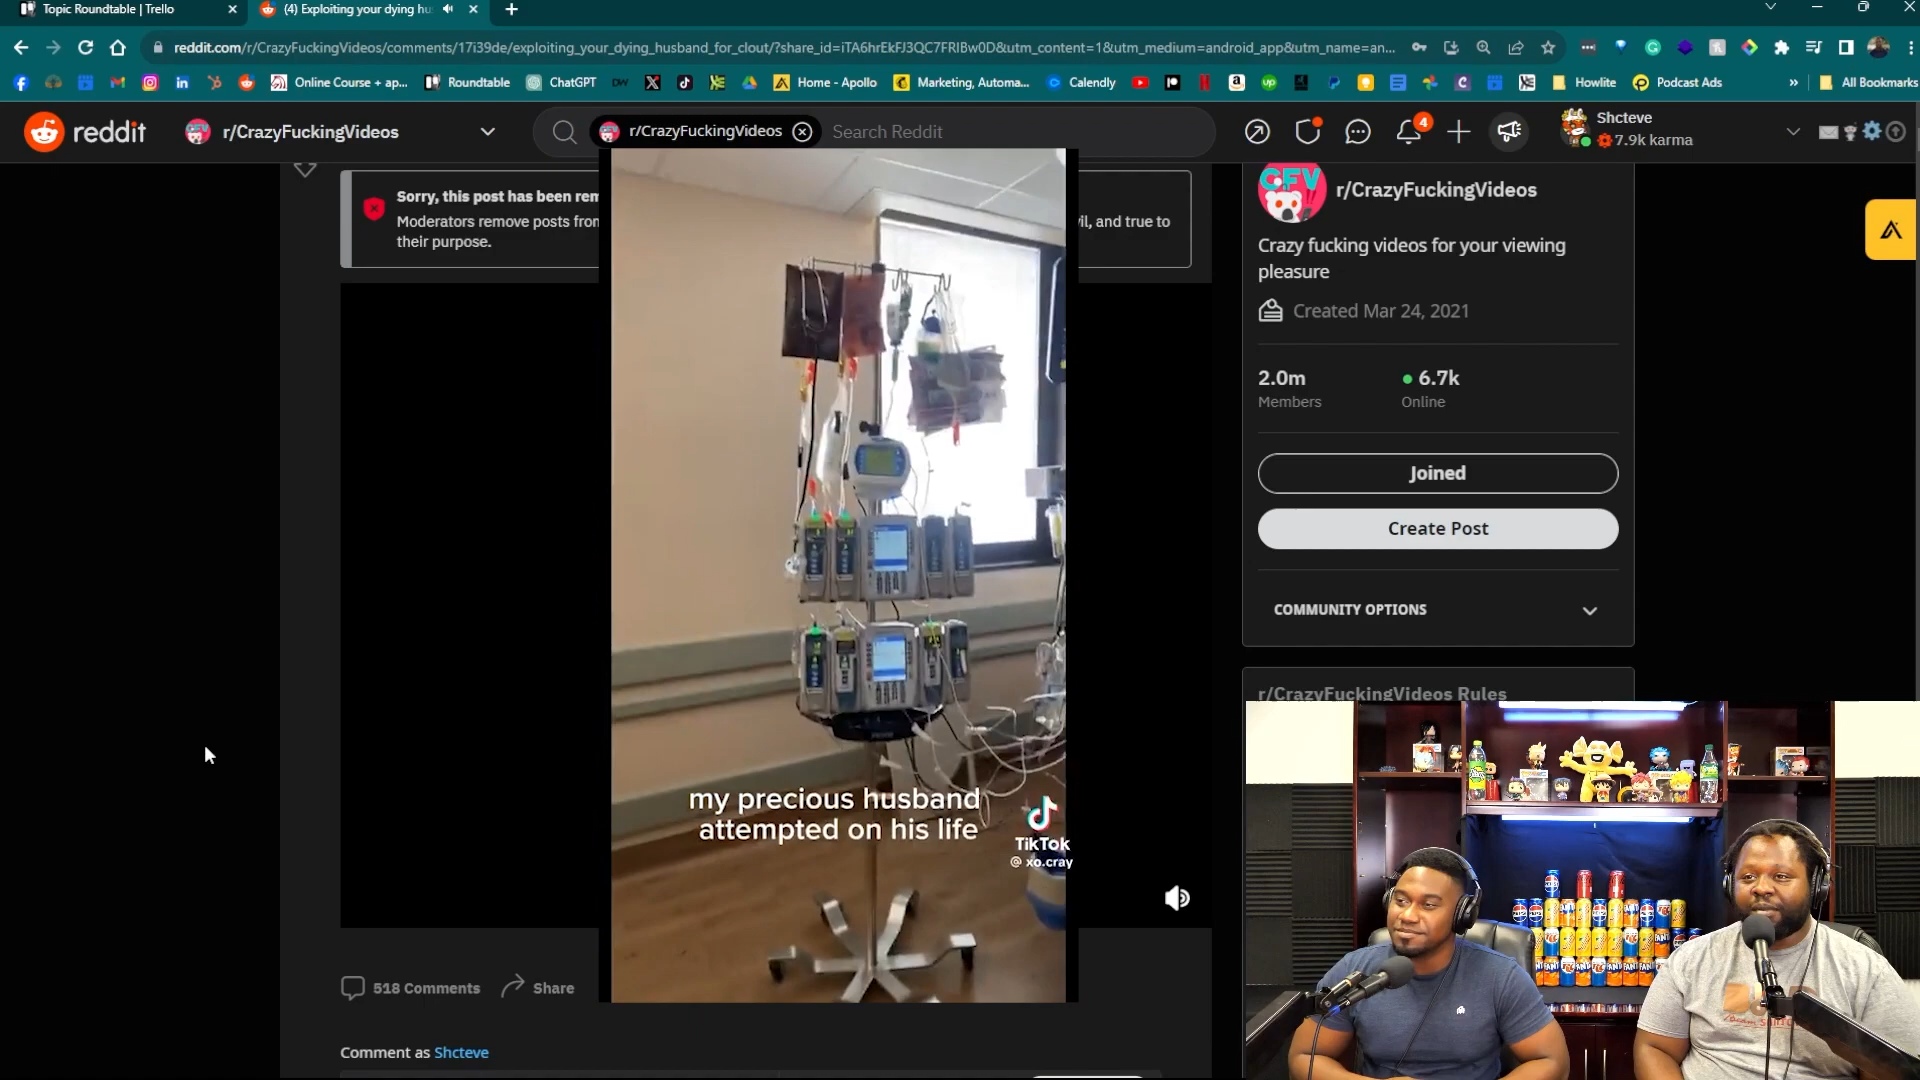 Topic Roundtable | Trello
(4) Exploiting your dying hu
reddit.com/r/CrazyFuckingVideos/comments/17i39de/exploiting_your_dying_husband_for_clout/?share_id=iTA6hrEkFJ3QC7FRlBw0D&utm_content=1&utm_medium=android_app&utm_name=an...
Online Course + ap...
Roundtable
ChatGPT
Home - Apollo
Marketing, Automa...
Calendly
Howlite
Podcast Ads
»
All Bookmarks
reddit
r/CrazyFuckingVideos
r/CrazyFuckingVideos
Search Reddit
4
Shcteve
7.9k karma
Sorry, this post has been rem
Moderators remove posts from
vil, and true to
their purpose.
my precious husband
attempted on his life
TikTok
@ xo.cray
518 Comments
Share
Comment as Shcteve
CFV
r/CrazyFuckingVideos
Crazy fucking videos for your viewing
pleasure
Created Mar 24, 2021
2.0m
6.7k
Members
Online
Joined
Create Post
COMMUNITY OPTIONS
r/CrazyFuckingVideos Rules